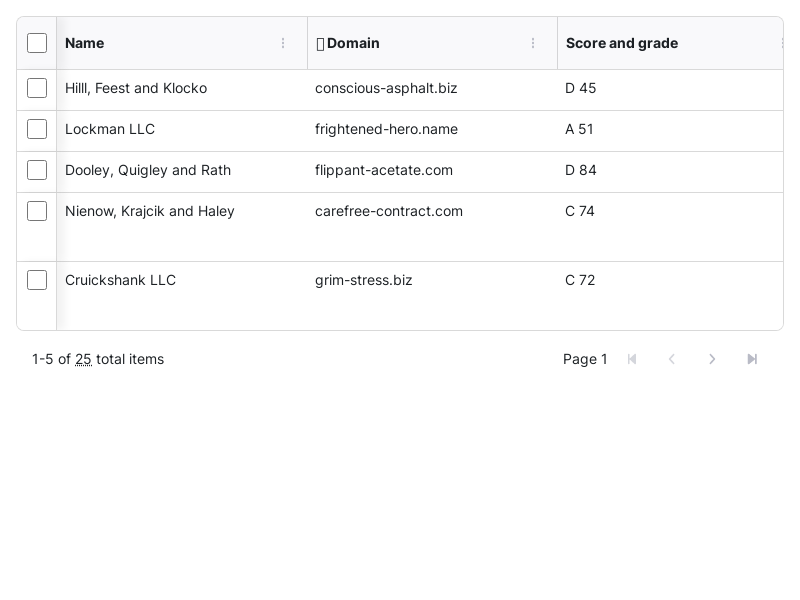 Name Domain Score and grade
Hilll, Feest and Klocko conscious-asphalt.biz D 45
Lockman LLC frightened-hero.name A 51
Dooley, Quigley and Rath flippant-acetate.com D 84
Nienow, Krajcik and Haley carefree-contract.com C 74
Cruickshank LLC grim-stress.biz C 72
1-5 of 25 total items Page 1